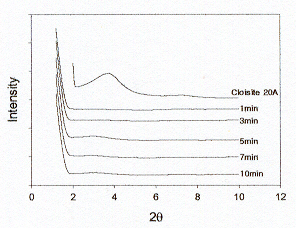 Intensity
Cloisite 20A
1min
3min
5min
7min
10min
0 2 4 6 8 10 12
2θ